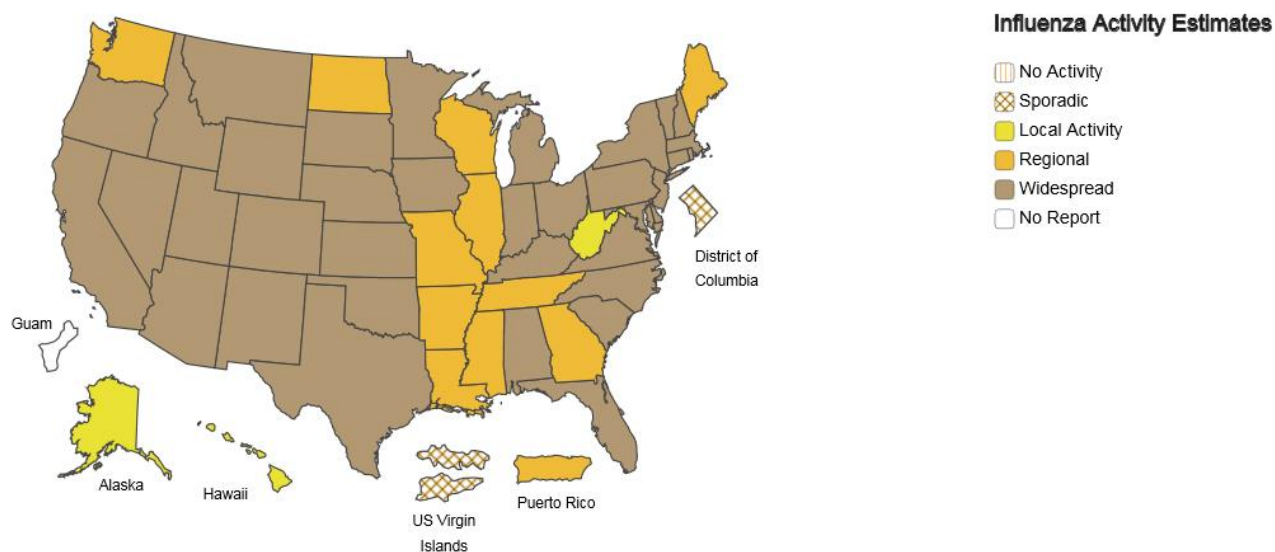 Influenza Activity Estimates
No Activity
Sporadic
Local Activity
Regional
Widespread
No Report
District of
Columbia
Guam
Alaska
Hawaii
US Virgin
Islands
Puerto Rico